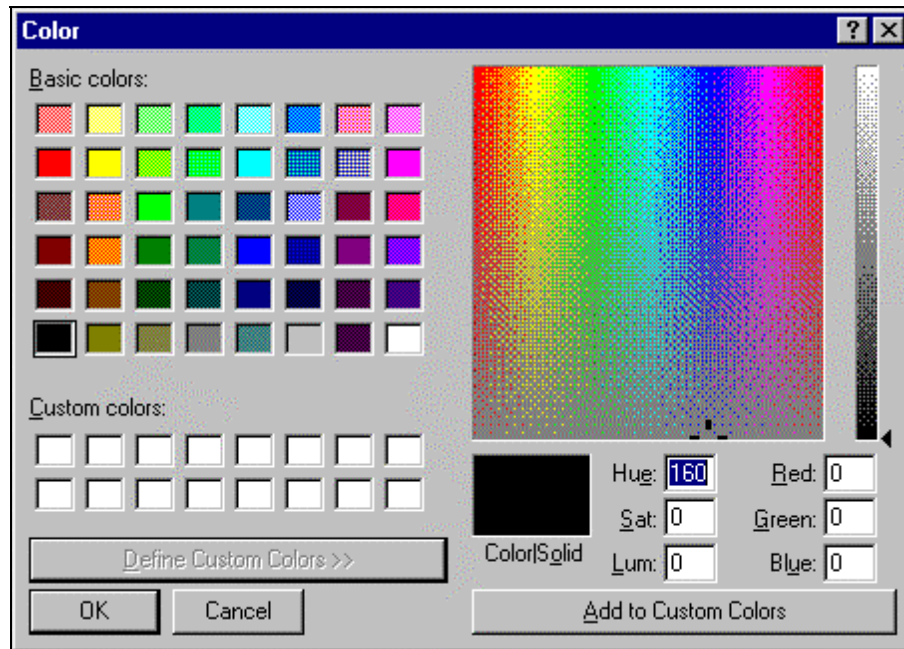 Color
Basic colors:
Custom colors:
Define Custom Colors >>
OK Cancel
Color|Solid
Hue: 160 Red: 0
Sat: 0 Green: 0
Lum: 0 Blue: 0
Add to Custom Colors